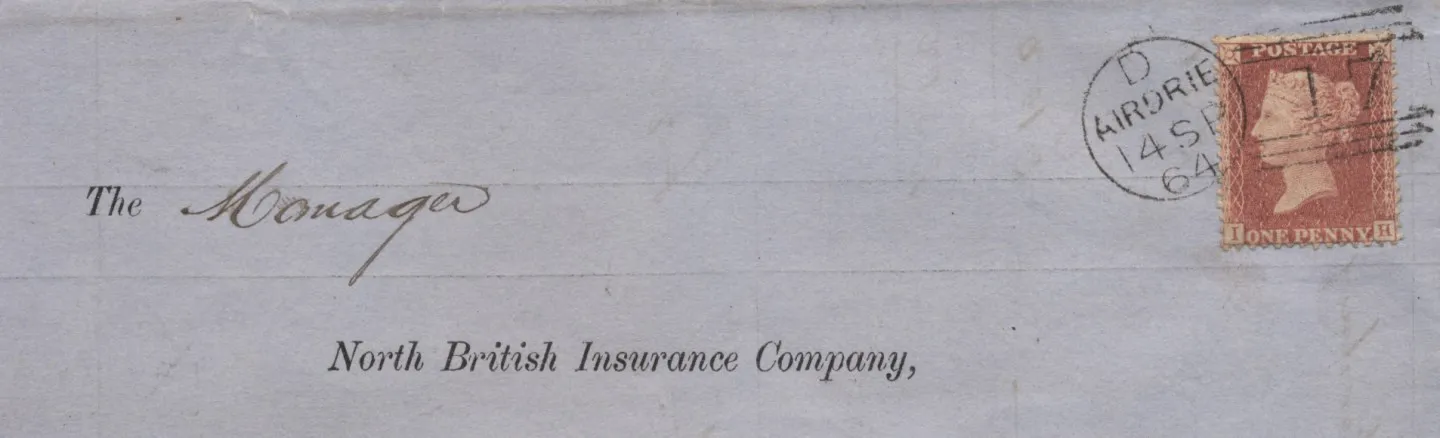 D
AIRDRIE
14 SP
64
17
POSTAGE
I ONE PENNY H
The Manager
North British Insurance Company,